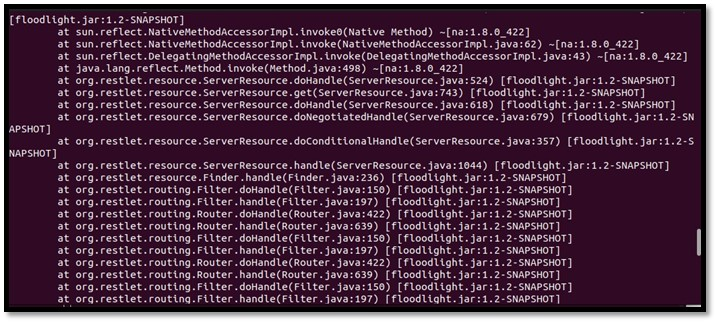 [floodlight.jar:1.2-SNAPSHOT]
at sun.reflect.NativeMethodAccessorImpl.invoke0(Native Method) ~[na:1.8.0_422]
at sun.reflect.NativeMethodAccessorImpl.invoke(NativeMethodAccessorImpl.java:62) ~[na:1.8.0_422]
at sun.reflect.DelegatingMethodAccessorImpl.invoke(DelegatingMethodAccessorImpl.java:43) ~[na:1.8.0_422]
at java.lang.reflect.Method.invoke(Method.java:498) ~[na:1.8.0_422]
at org.restlet.resource.ServerResource.doHandle(ServerResource.java:524) [floodlight.jar:1.2-SNAPSHOT]
at org.restlet.resource.ServerResource.get(ServerResource.java:743) [floodlight.jar:1.2-SNAPSHOT]
at org.restlet.resource.ServerResource.doHandle(ServerResource.java:618) [floodlight.jar:1.2-SNAPSHOT]
at org.restlet.resource.ServerResource.doNegotiatedHandle(ServerResource.java:679) [floodlight.jar:1.2-SN
APSHOT]
at org.restlet.resource.ServerResource.doConditionalHandle(ServerResource.java:357) [floodlight.jar:1.2-S
NAPSHOT]
at org.restlet.resource.ServerResource.handle(ServerResource.java:1044) [floodlight.jar:1.2-SNAPSHOT]
at org.restlet.resource.Finder.handle(Finder.java:236) [floodlight.jar:1.2-SNAPSHOT]
at org.restlet.routing.Filter.doHandle(Filter.java:150) [floodlight.jar:1.2-SNAPSHOT]
at org.restlet.routing.Filter.handle(Filter.java:197) [floodlight.jar:1.2-SNAPSHOT]
at org.restlet.routing.Router.doHandle(Router.java:422) [floodlight.jar:1.2-SNAPSHOT]
at org.restlet.routing.Router.handle(Router.java:639) [floodlight.jar:1.2-SNAPSHOT]
at org.restlet.routing.Filter.doHandle(Filter.java:150) [floodlight.jar:1.2-SNAPSHOT]
at org.restlet.routing.Filter.handle(Filter.java:197) [floodlight.jar:1.2-SNAPSHOT]
at org.restlet.routing.Router.doHandle(Router.java:422) [floodlight.jar:1.2-SNAPSHOT]
at org.restlet.routing.Router.handle(Router.java:639) [floodlight.jar:1.2-SNAPSHOT]
at org.restlet.routing.Filter.doHandle(Filter.java:150) [floodlight.jar:1.2-SNAPSHOT]
at org.restlet.routing.Filter.handle(Filter.java:197) [floodlight.jar:1.2-SNAPSHOT]